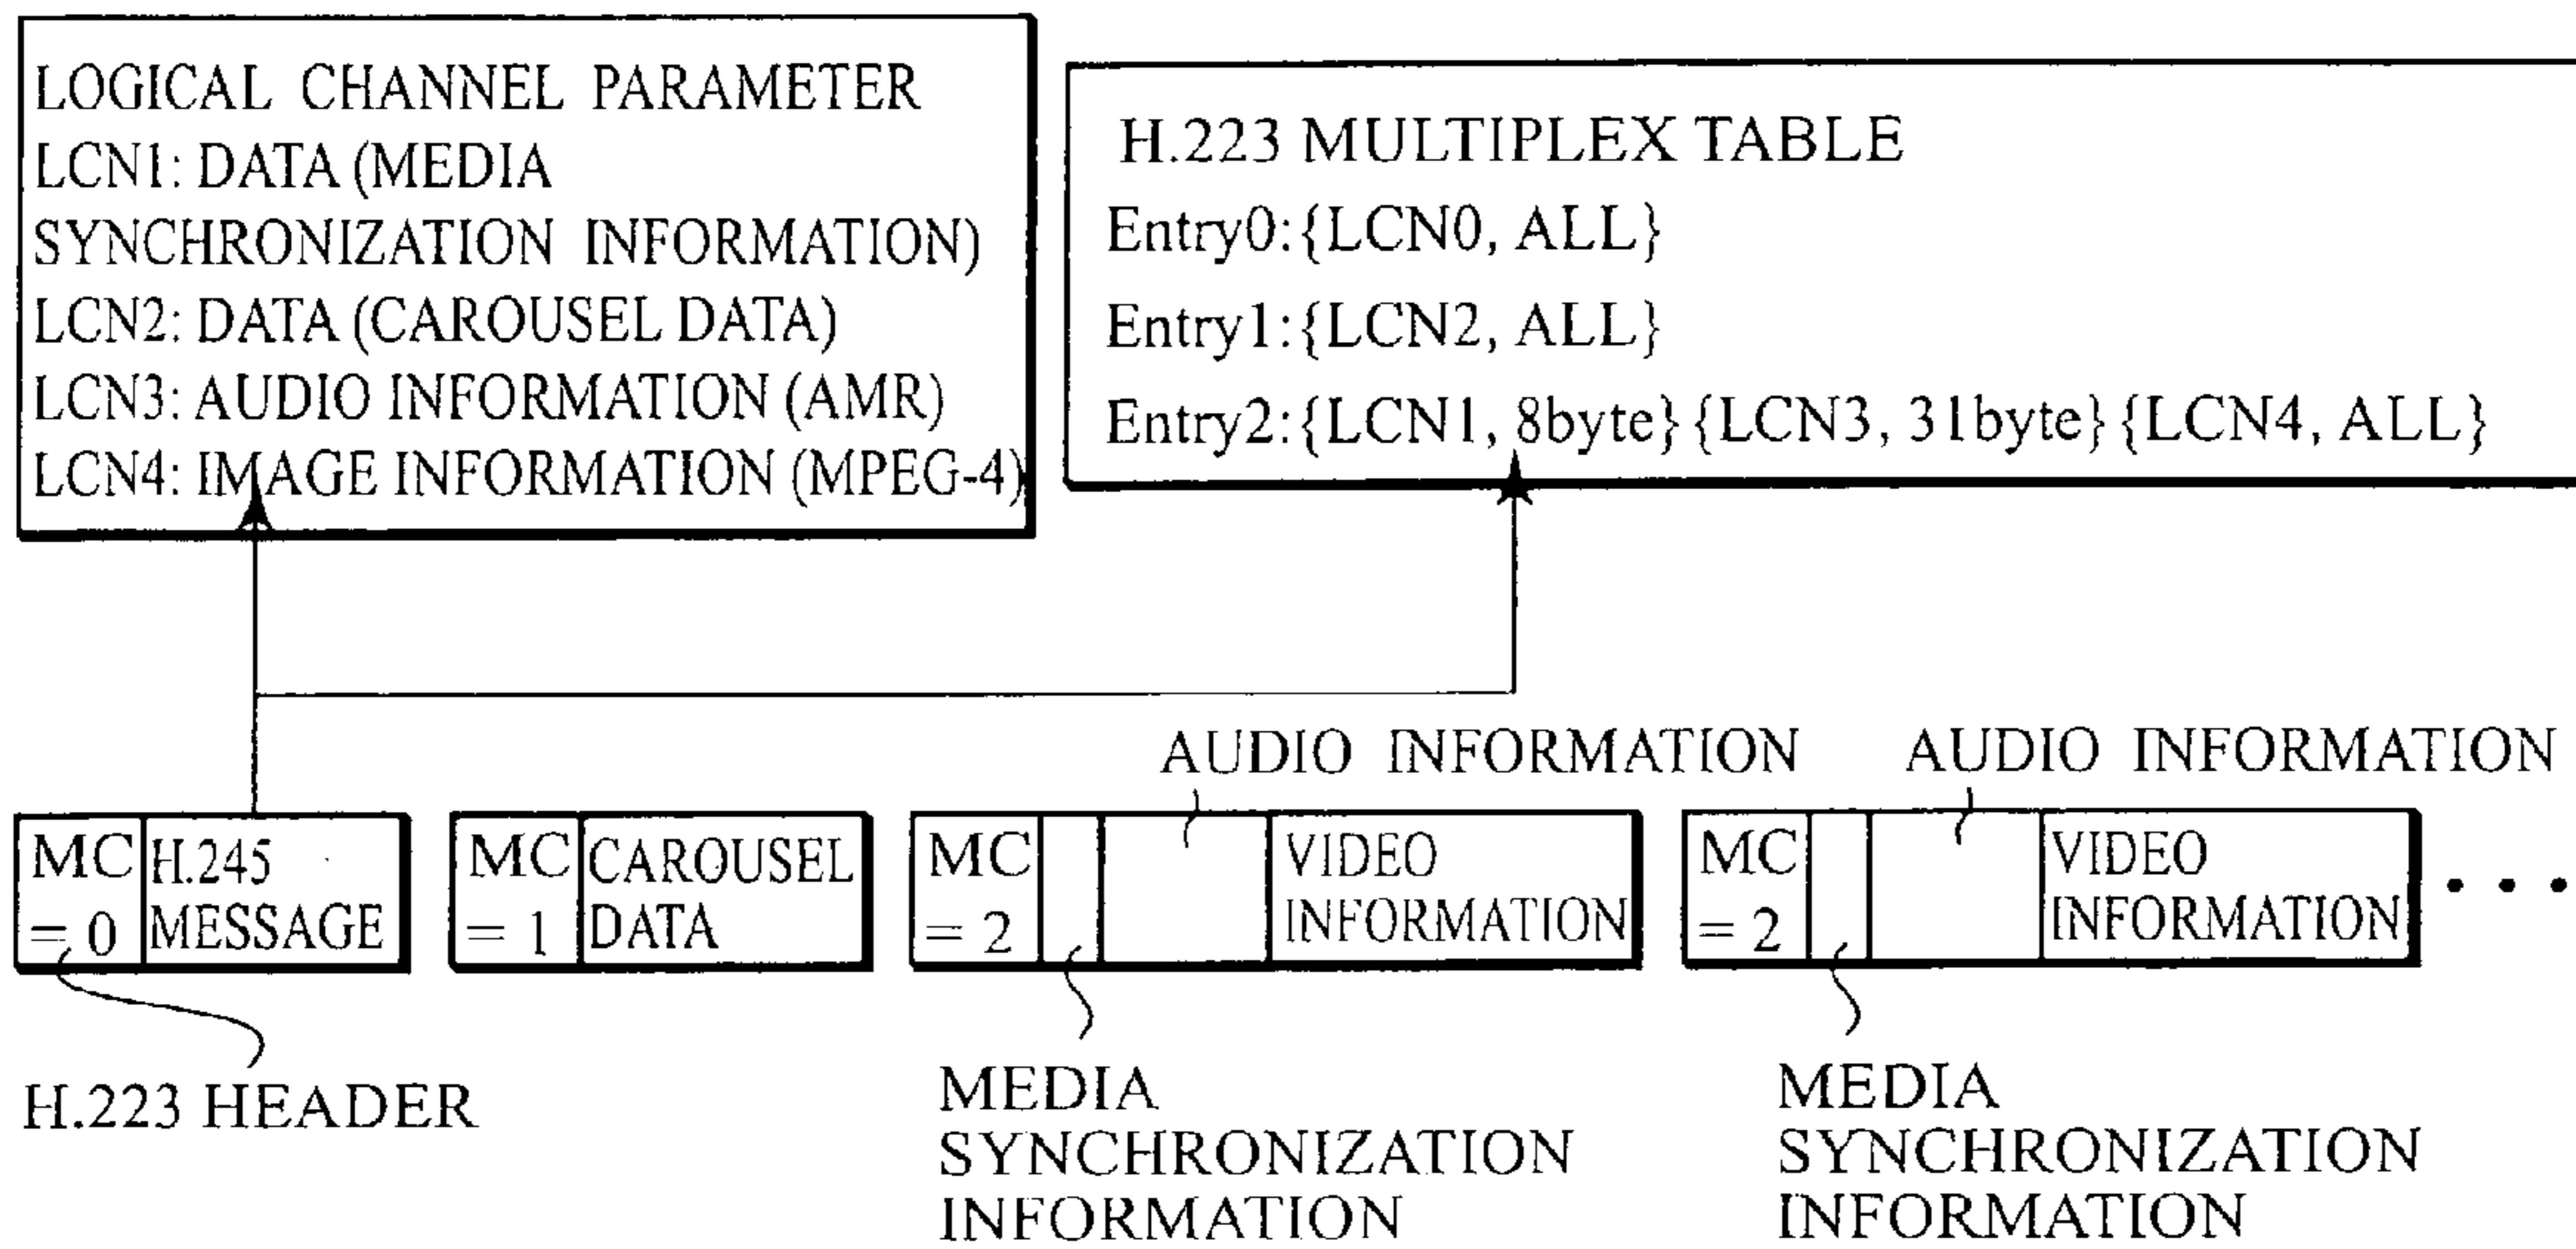 LOGICAL CHANNEL PARAMETER
LCN1: DATA (MEDIA
SYNCHRONIZATION INFORMATION)
LCN2: DATA (CAROUSEL DATA)
LCN3: AUDIO INFORMATION (AMR)
LCN4: IMAGE INFORMATION (MPEG-4)
H.223 MULTIPLEX TABLE
Entry0:{LCN0, ALL}
Entry1:{LCN2, ALL}
Entry2:{LCN1, 8byte}{LCN3, 31byte}{LCN4, ALL}
AUDIO INFORMATION
AUDIO INFORMATION
MC
= 0
H.245
MESSAGE
MC
= 1
CAROUSEL
DATA
MC
= 2
VIDEO
INFORMATION
MC
= 2
VIDEO
INFORMATION
• • •
H.223 HEADER
MEDIA
SYNCHRONIZATION
INFORMATION
MEDIA
SYNCHRONIZATION
INFORMATION